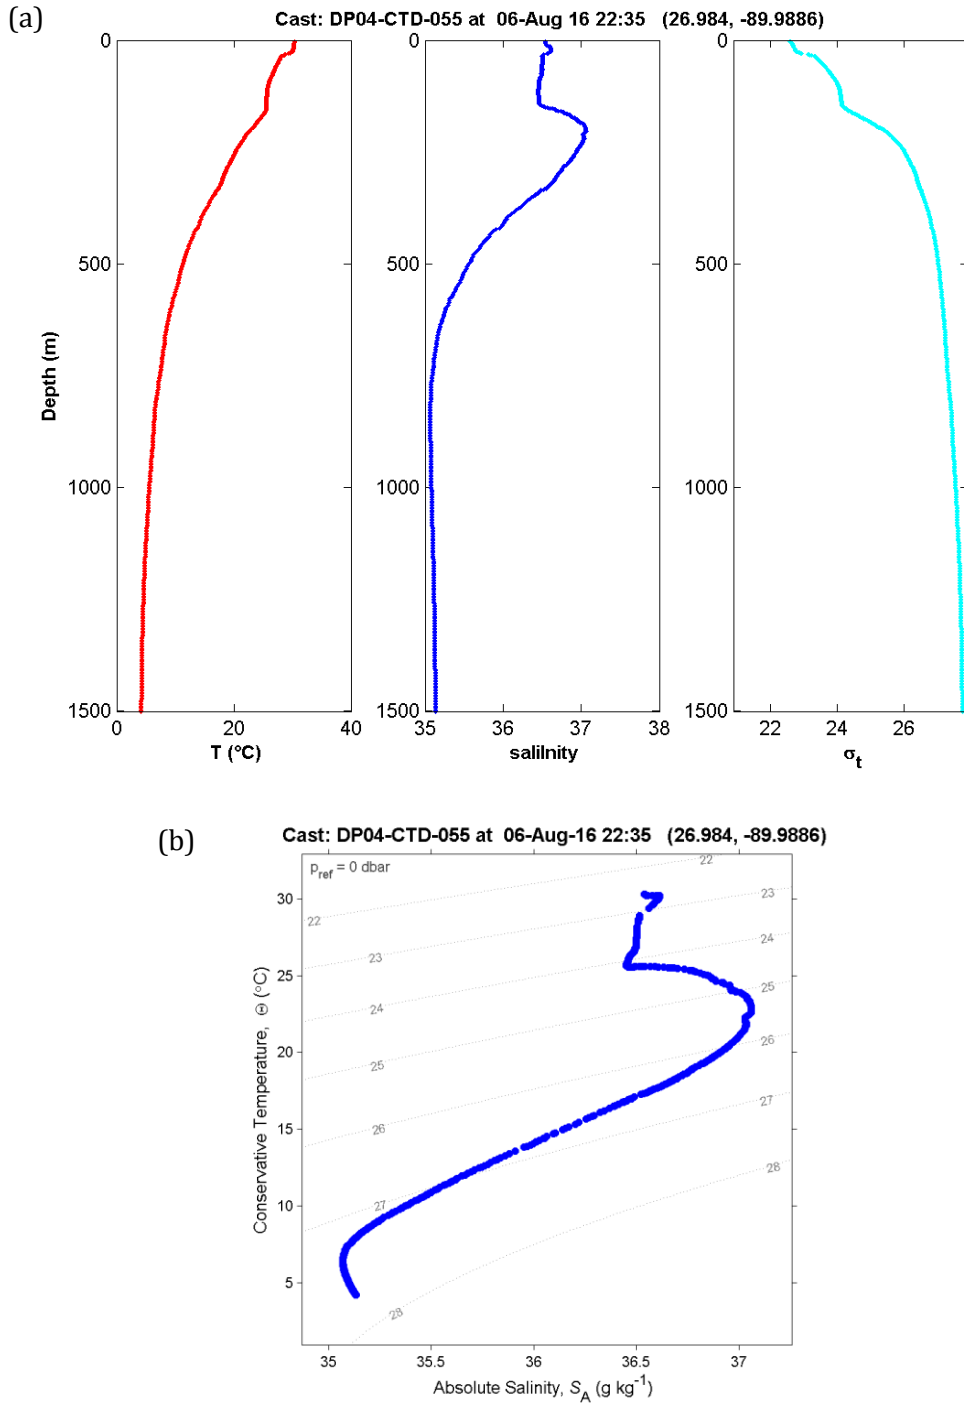 (a)
Cast: DP04-CTD-055 at 06-Aug 16 22:35 (26.984, -89.9886)
0
500
1000
1500
Depth (m)
0 20 40
T (°C)
0
500
1000
1500
35 36 37 38
salilnity
0
500
1000
1500
22 24 26
σt
(b)
Cast: DP04-CTD-055 at 06-Aug-16 22:35 (26.984, -89.9886)
pref = 0 dbar
22
23
24
25
26
27
28
22
23
24
25
26
27
28
30
25
20
15
10
5
Conservative Temperature, Θ (°C)
35 35.5 36 36.5 37
Absolute Salinity, SA (g kg-1)